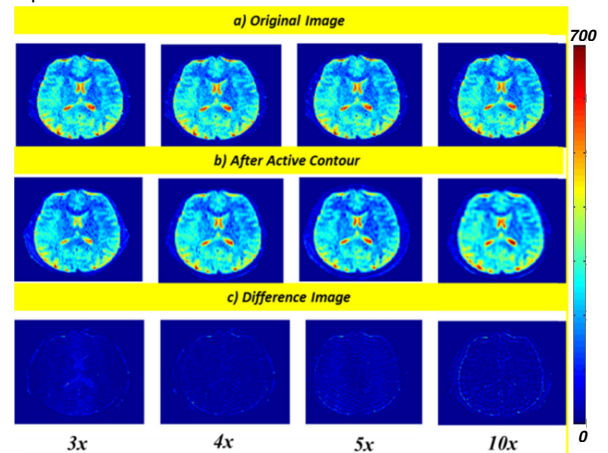 a) Original Image
700
b) After Active Contour
c) Difference Image
3x
4x
5x
10x
0